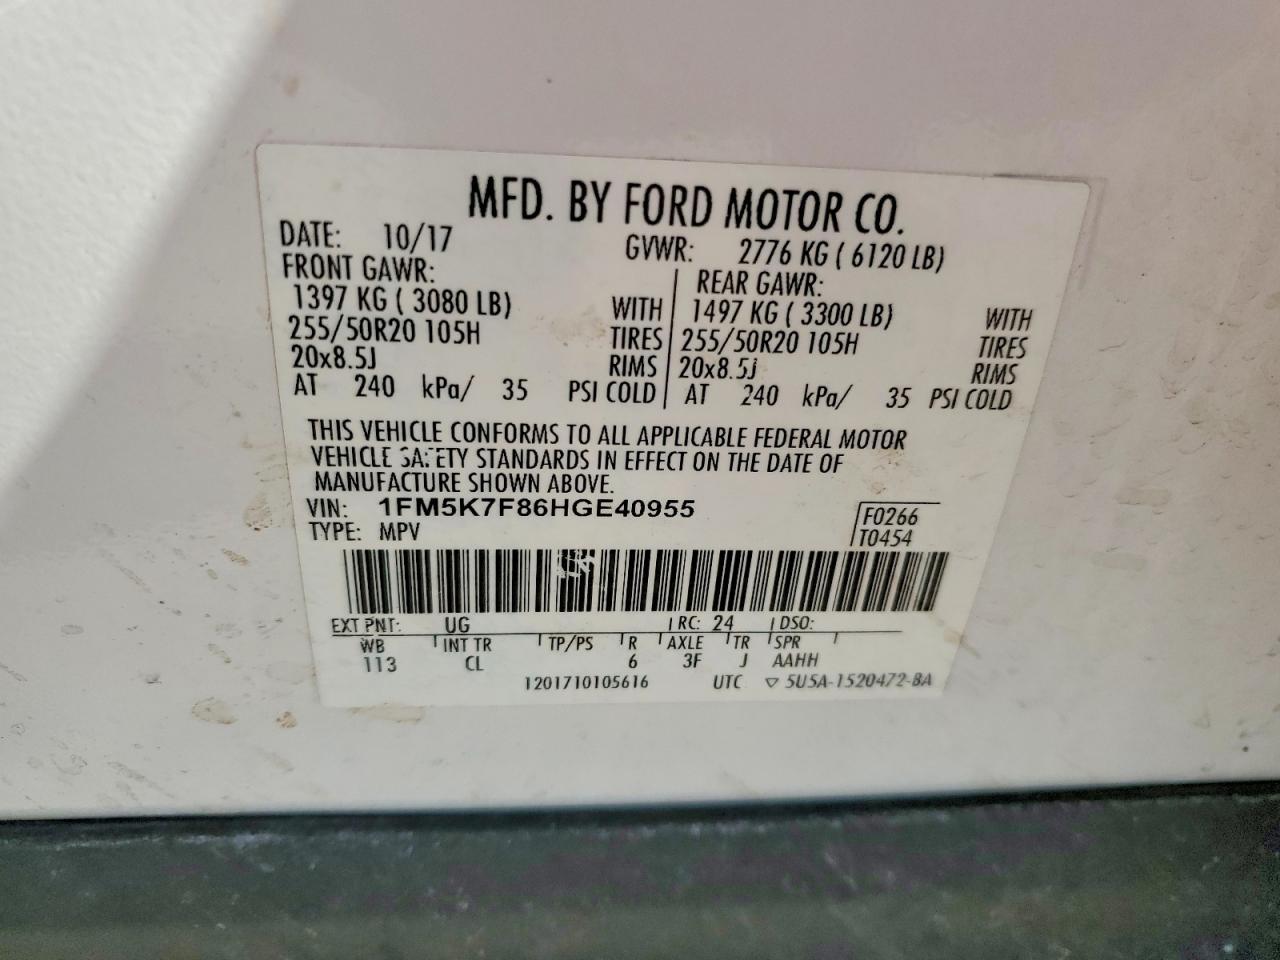 MFD. BY FORD MOTOR CO.
DATE: 10/17 GVWR: 2776 KG ( 6120 LB)
FRONT GAWR: REAR GAWR:
1397 KG ( 3080 LB) WITH 1497 KG ( 3300 LB) WITH
255/50R20 105H TIRES 255/50R20 105H TIRES
20x8.5J RIMS 20x8.5J RIMS
AT 240 kPa/ 35 PSI COLD AT 240 kPa/ 35 PSI COLD
THIS VEHICLE CONFORMS TO ALL APPLICABLE FEDERAL MOTOR
VEHICLE SAFETY STANDARDS IN EFFECT ON THE DATE OF
MANUFACTURE SHOWN ABOVE.
VIN: 1FM5K7F86HGE40955 F0266
TYPE: MPV T0454
EXT PNT: UG RC: 24 DSO:
WB INT TR TP/PS R AXLE TR SPR
113 CL 6 3F J AAHH
1201710105616 UTC ▽ 5U5A-1520472-BA